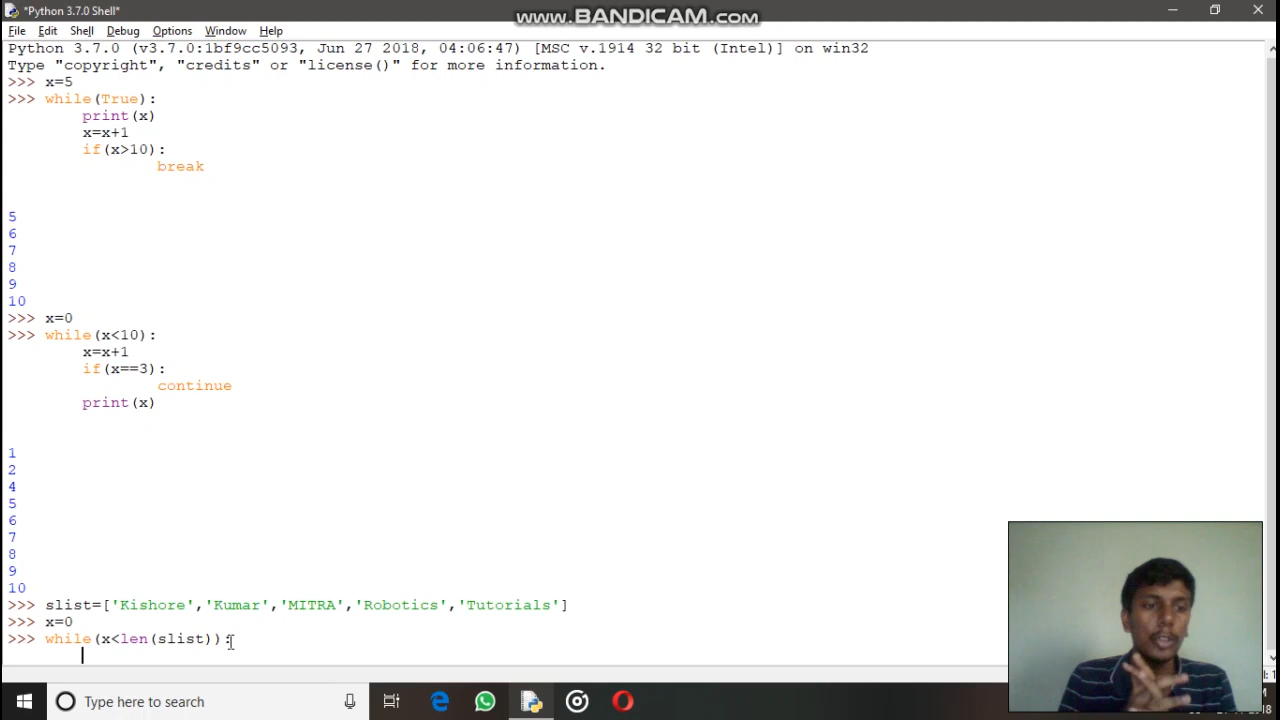 *Python 3.7.0 Shell*
www.BANDICAM.com
File Edit Shell Debug Options Window Help
Python 3.7.0 (v3.7.0:1bf9cc5093, Jun 27 2018, 04:06:47) [MSC v.1914 32 bit (Intel)] on win32
Type "copyright", "credits" or "license()" for more information.
>>> x=5
>>> while(True):
print(x)
x=x+1
if(x>10):
break
5
6
7
8
9
10
>>> x=0
>>> while(x<10):
x=x+1
if(x==3):
continue
print(x)
1
2
4
5
6
7
8
9
10
>>> slist=['Kishore','Kumar','MITRA','Robotics','Tutorials']
>>> x=0
>>> while(x<len(slist)):
Type here to search